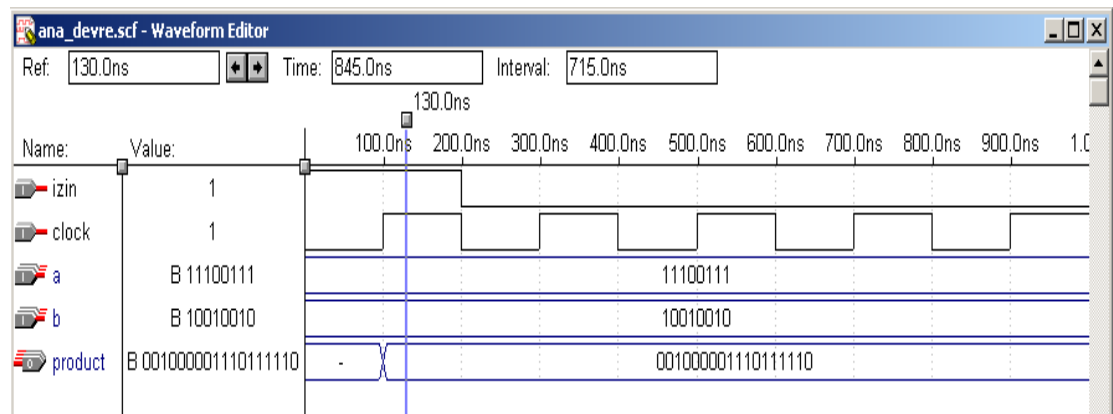 ana_devre.scf - Waveform Editor
Ref: 130.0ns Time: 845.0ns Interval: 715.0ns
130.0ns
Name: Value: 100.0ns 200.0ns 300.0ns 400.0ns 500.0ns 600.0ns 700.0ns 800.0ns 900.0ns 1.0
izin 1
clock 1
a B 11100111 11100111
b B 10010010 10010010
product B 0010000001110111110 - 0010000001110111110